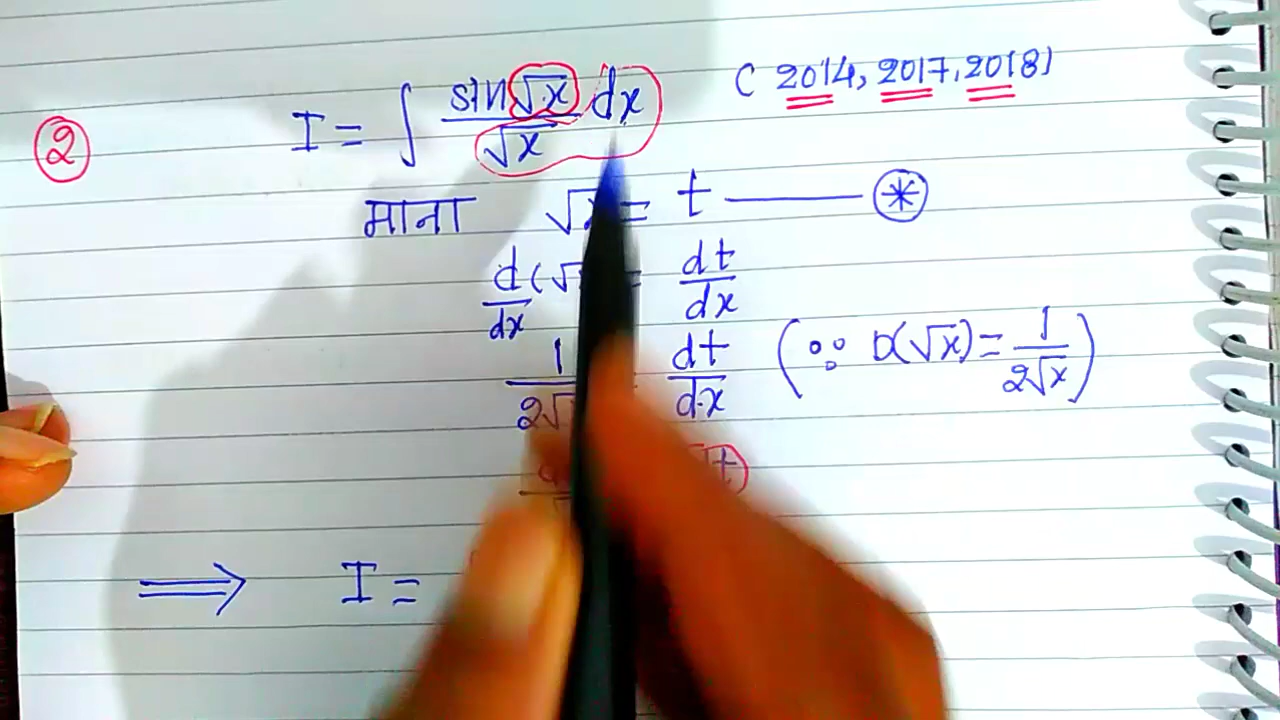 ② I = ∫ sin√x / √x dx (2014, 2017, 2018)
माना √x = t ——— ⊛
d/dx (√ = dt/dx
1/2√ dt/dx (∵ D(√x) = 1/2√x)
t
⟹ I =